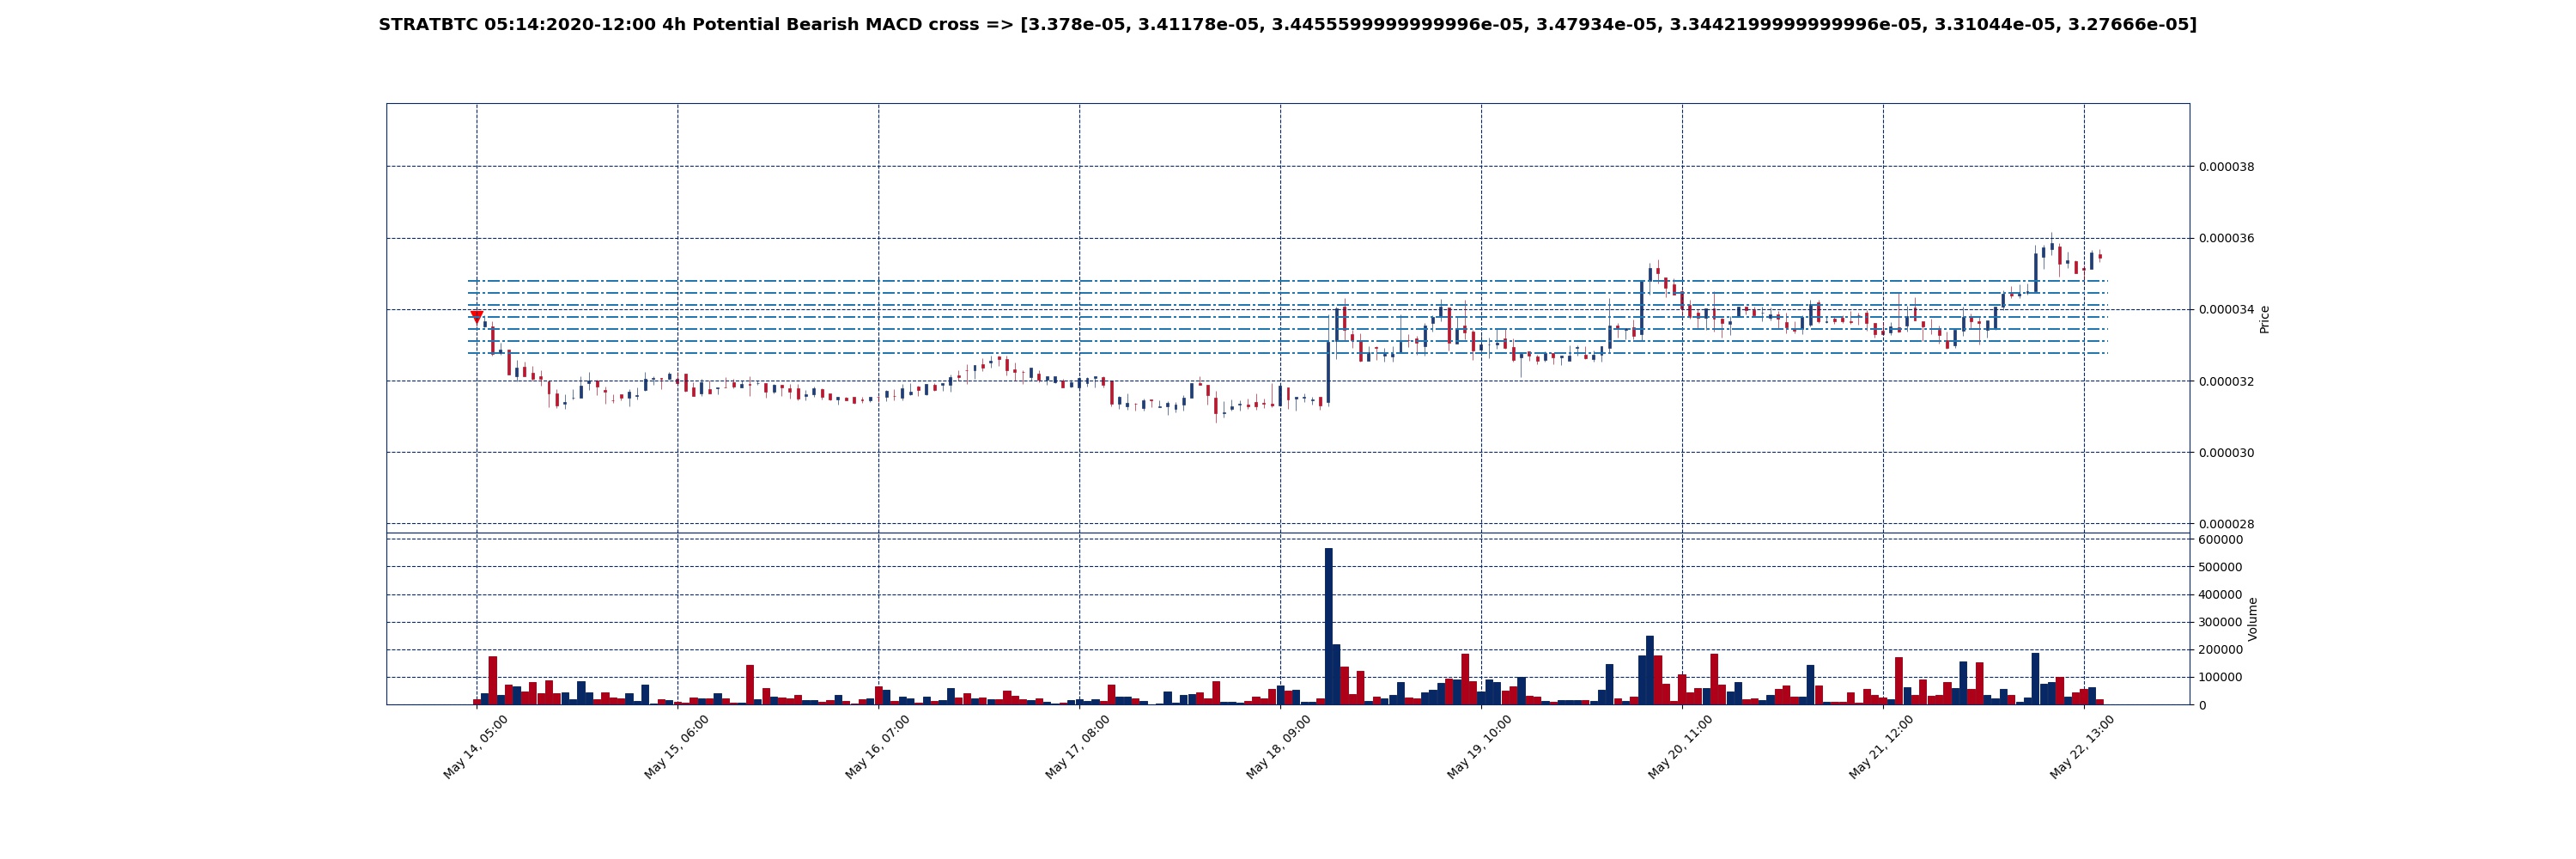 STRATBTC 05:14:2020-12:00 4h Potential Bearish MACD cross => [3.378e-05, 3.41178e-05, 3.4455599999999996e-05, 3.47934e-05, 3.3442199999999996e-05, 3.31044e-05, 3.27666e-05]
0.000038
0.000036
0.000034
0.000032
0.000030
0.000028
Price
600000
500000
400000
300000
200000
100000
0
Volume
May 14, 05:00
May 15, 06:00
May 16, 07:00
May 17, 08:00
May 18, 09:00
May 19, 10:00
May 20, 11:00
May 21, 12:00
May 22, 13:00